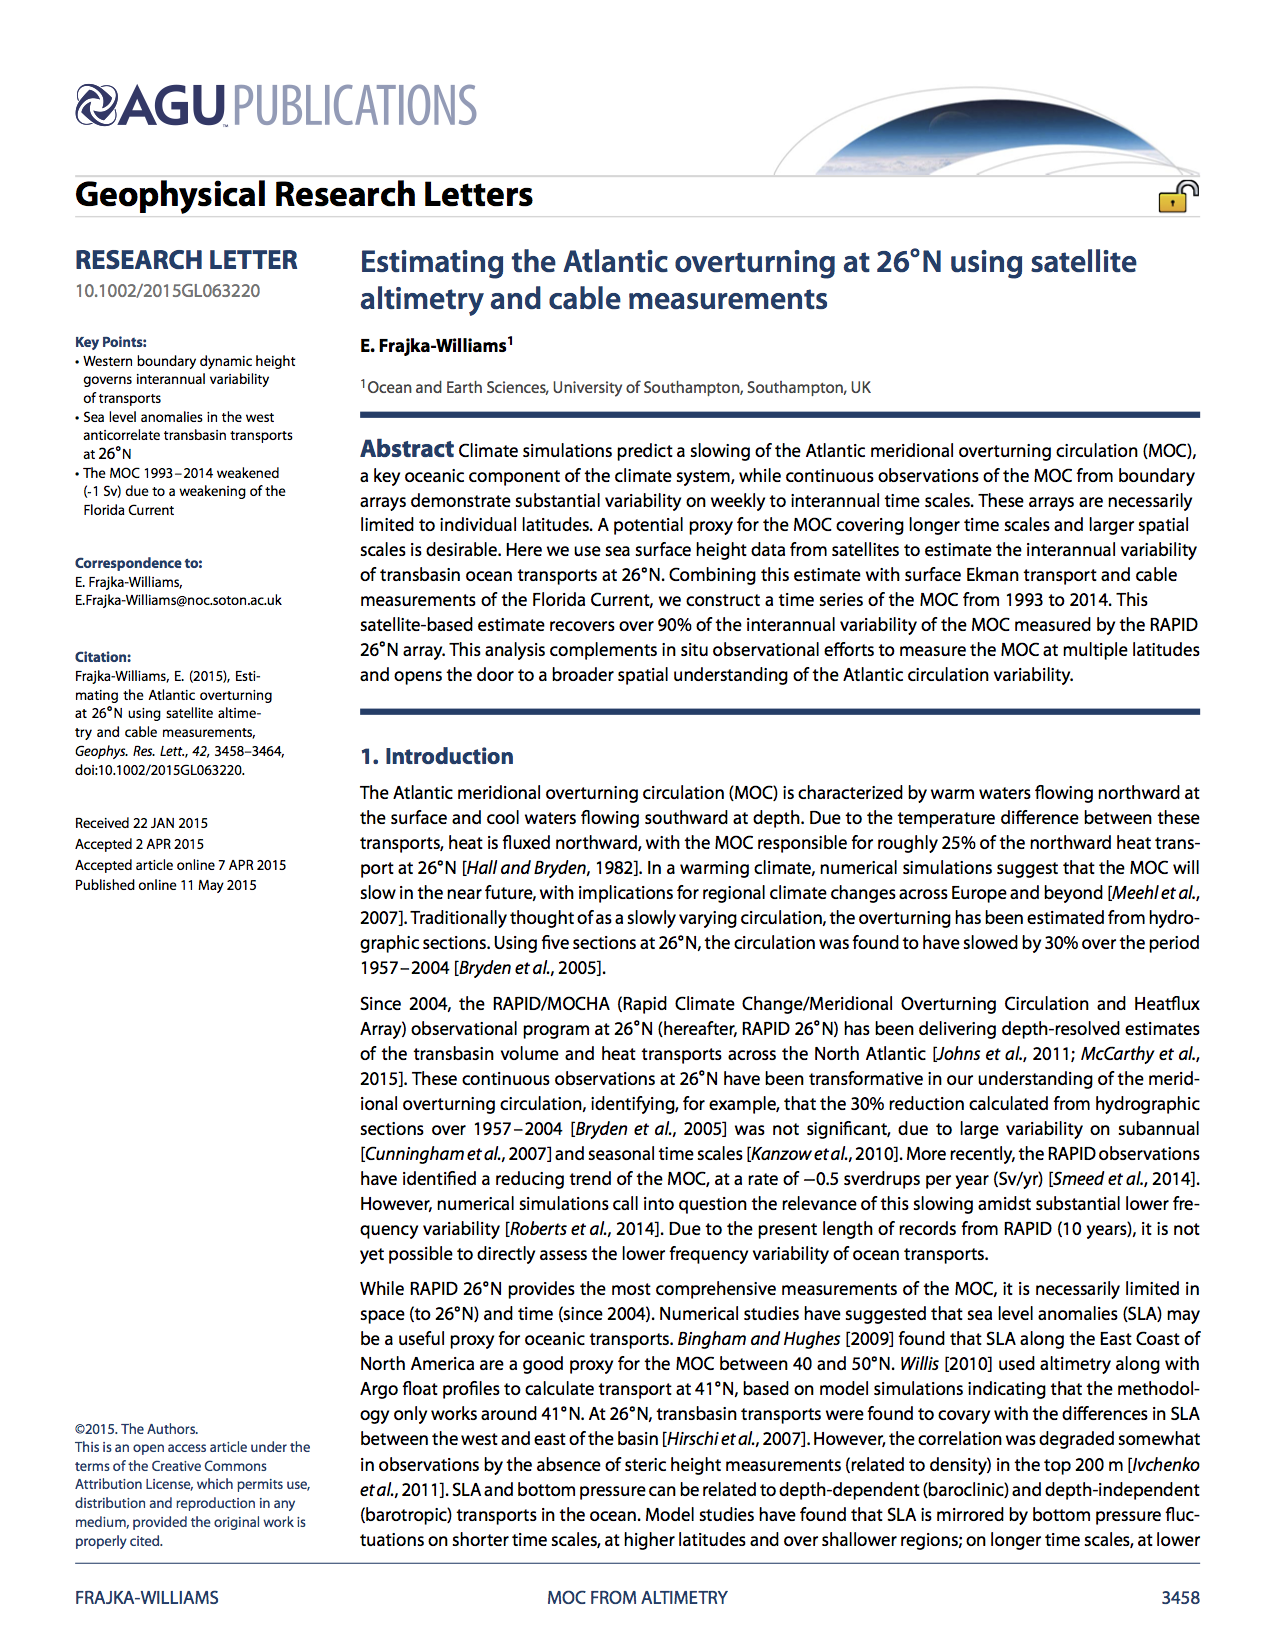 AGU PUBLICATIONS
Geophysical Research Letters
RESEARCH LETTER
10.1002/2015GL063220
Key Points:
• Western boundary dynamic height
governs interannual variability
of transports
• Sea level anomalies in the west
anticorrelate transbasin transports
at 26°N
• The MOC 1993–2014 weakened
(-1 Sv) due to a weakening of the
Florida Current
Correspondence to:
E. Frajka-Williams,
E.Frajka-Williams@noc.soton.ac.uk
Citation:
Frajka-Williams, E. (2015), Esti-
mating the Atlantic overturning
at 26°N using satellite altime-
try and cable measurements,
Geophys. Res. Lett., 42, 3458–3464,
doi:10.1002/2015GL063220.
Received 22 JAN 2015
Accepted 2 APR 2015
Accepted article online 7 APR 2015
Published online 11 May 2015
©2015. The Authors.
This is an open access article under the
terms of the Creative Commons
Attribution License, which permits use,
distribution and reproduction in any
medium, provided the original work is
properly cited.
Estimating the Atlantic overturning at 26°N using satellite
altimetry and cable measurements
E. Frajka-Williams1
1Ocean and Earth Sciences, University of Southampton, Southampton, UK
Abstract Climate simulations predict a slowing of the Atlantic meridional overturning circulation (MOC),
a key oceanic component of the climate system, while continuous observations of the MOC from boundary
arrays demonstrate substantial variability on weekly to interannual time scales. These arrays are necessarily
limited to individual latitudes. A potential proxy for the MOC covering longer time scales and larger spatial
scales is desirable. Here we use sea surface height data from satellites to estimate the interannual variability
of transbasin ocean transports at 26°N. Combining this estimate with surface Ekman transport and cable
measurements of the Florida Current, we construct a time series of the MOC from 1993 to 2014. This
satellite-based estimate recovers over 90% of the interannual variability of the MOC measured by the RAPID
26°N array. This analysis complements in situ observational efforts to measure the MOC at multiple latitudes
and opens the door to a broader spatial understanding of the Atlantic circulation variability.
1. Introduction
The Atlantic meridional overturning circulation (MOC) is characterized by warm waters flowing northward at
the surface and cool waters flowing southward at depth. Due to the temperature difference between these
transports, heat is fluxed northward, with the MOC responsible for roughly 25% of the northward heat trans-
port at 26°N [Hall and Bryden, 1982]. In a warming climate, numerical simulations suggest that the MOC will
slow in the near future, with implications for regional climate changes across Europe and beyond [Meehl et al.,
2007]. Traditionally thought of as a slowly varying circulation, the overturning has been estimated from hydro-
graphic sections. Using five sections at 26°N, the circulation was found to have slowed by 30% over the period
1957–2004 [Bryden et al., 2005].
Since 2004, the RAPID/MOCHA (Rapid Climate Change/Meridional Overturning Circulation and Heatflux
Array) observational program at 26°N (hereafter, RAPID 26°N) has been delivering depth-resolved estimates
of the transbasin volume and heat transports across the North Atlantic [Johns et al., 2011; McCarthy et al.,
2015]. These continuous observations at 26°N have been transformative in our understanding of the merid-
ional overturning circulation, identifying, for example, that the 30% reduction calculated from hydrographic
sections over 1957–2004 [Bryden et al., 2005] was not significant, due to large variability on subannual
[Cunningham et al., 2007] and seasonal time scales [Kanzow et al., 2010]. More recently, the RAPID observations
have identified a reducing trend of the MOC, at a rate of −0.5 sverdrups per year (Sv/yr) [Smeed et al., 2014].
However, numerical simulations call into question the relevance of this slowing amidst substantial lower fre-
quency variability [Roberts et al., 2014]. Due to the present length of records from RAPID (10 years), it is not
yet possible to directly assess the lower frequency variability of ocean transports.
While RAPID 26°N provides the most comprehensive measurements of the MOC, it is necessarily limited in
space (to 26°N) and time (since 2004). Numerical studies have suggested that sea level anomalies (SLA) may
be a useful proxy for oceanic transports. Bingham and Hughes [2009] found that SLA along the East Coast of
North America are a good proxy for the MOC between 40 and 50°N. Willis [2010] used altimetry along with
Argo float profiles to calculate transport at 41°N, based on model simulations indicating that the methodol-
ogy only works around 41°N. At 26°N, transbasin transports were found to covary with the differences in SLA
between the west and east of the basin [Hirschi et al., 2007]. However, the correlation was degraded somewhat
in observations by the absence of steric height measurements (related to density) in the top 200 m [Ivchenko
et al., 2011]. SLA and bottom pressure can be related to depth-dependent (baroclinic) and depth-independent
(barotropic) transports in the ocean. Model studies have found that SLA is mirrored by bottom pressure fluc-
tuations on shorter time scales, at higher latitudes and over shallower regions; on longer time scales, at lower
FRAJKA-WILLIAMS
MOC FROM ALTIMETRY
3458